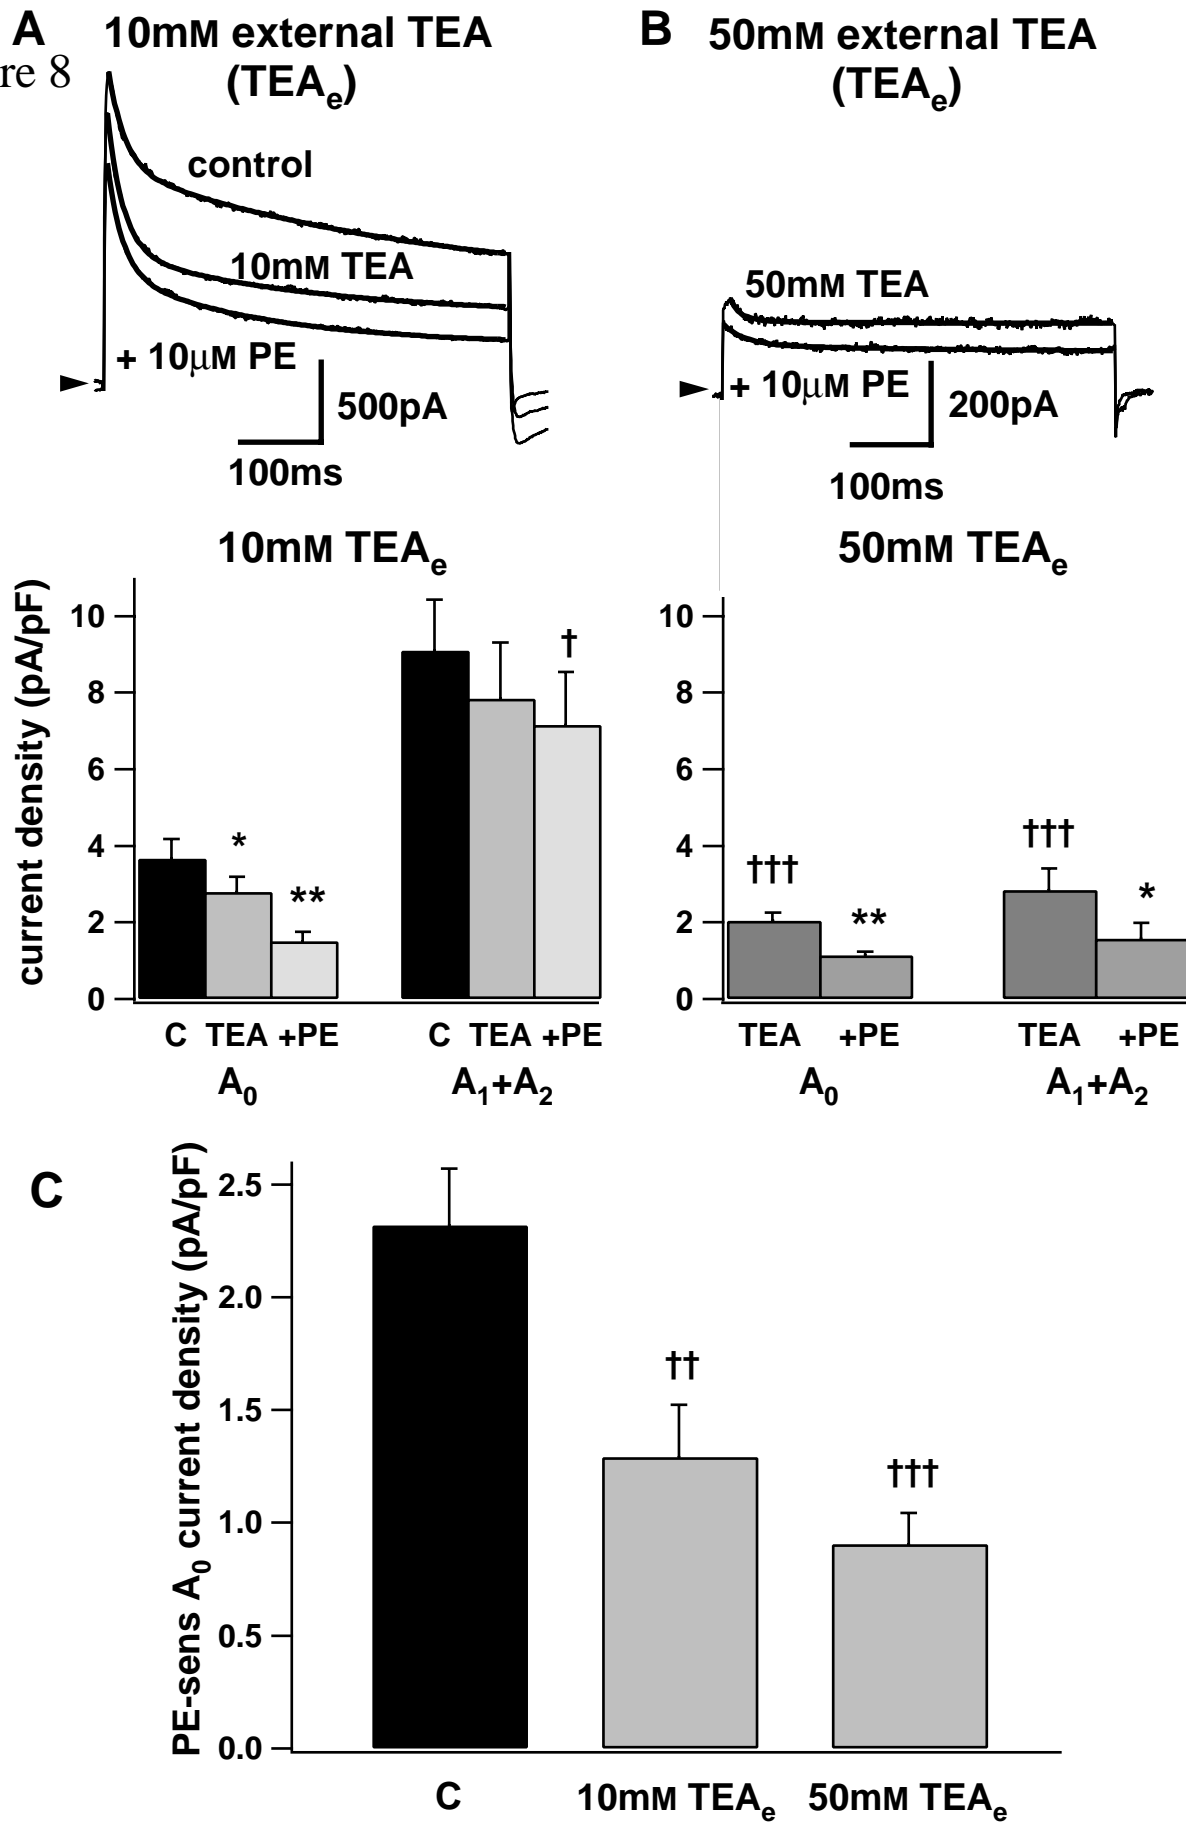 A
10mM external TEA
(TEAe)
re 8
control
10mM TEA
+ 10μM PE
500pA
100ms
B
50mM external TEA
(TEAe)
50mM TEA
+ 10μM PE
200pA
100ms
10mM TEAe
current density (pA/pF)
10
8
6
4
2
0
*
**
†
C TEA +PE
C TEA +PE
A0
A1+A2
50mM TEAe
10
8
6
4
2
0
†††
**
†††
*
TEA +PE
TEA +PE
A0
A1+A2
C
PE-sens A0 current density (pA/pF)
2.5
2.0
1.5
1.0
0.5
0.0
††
†††
C
10mM TEAe
50mM TEAe